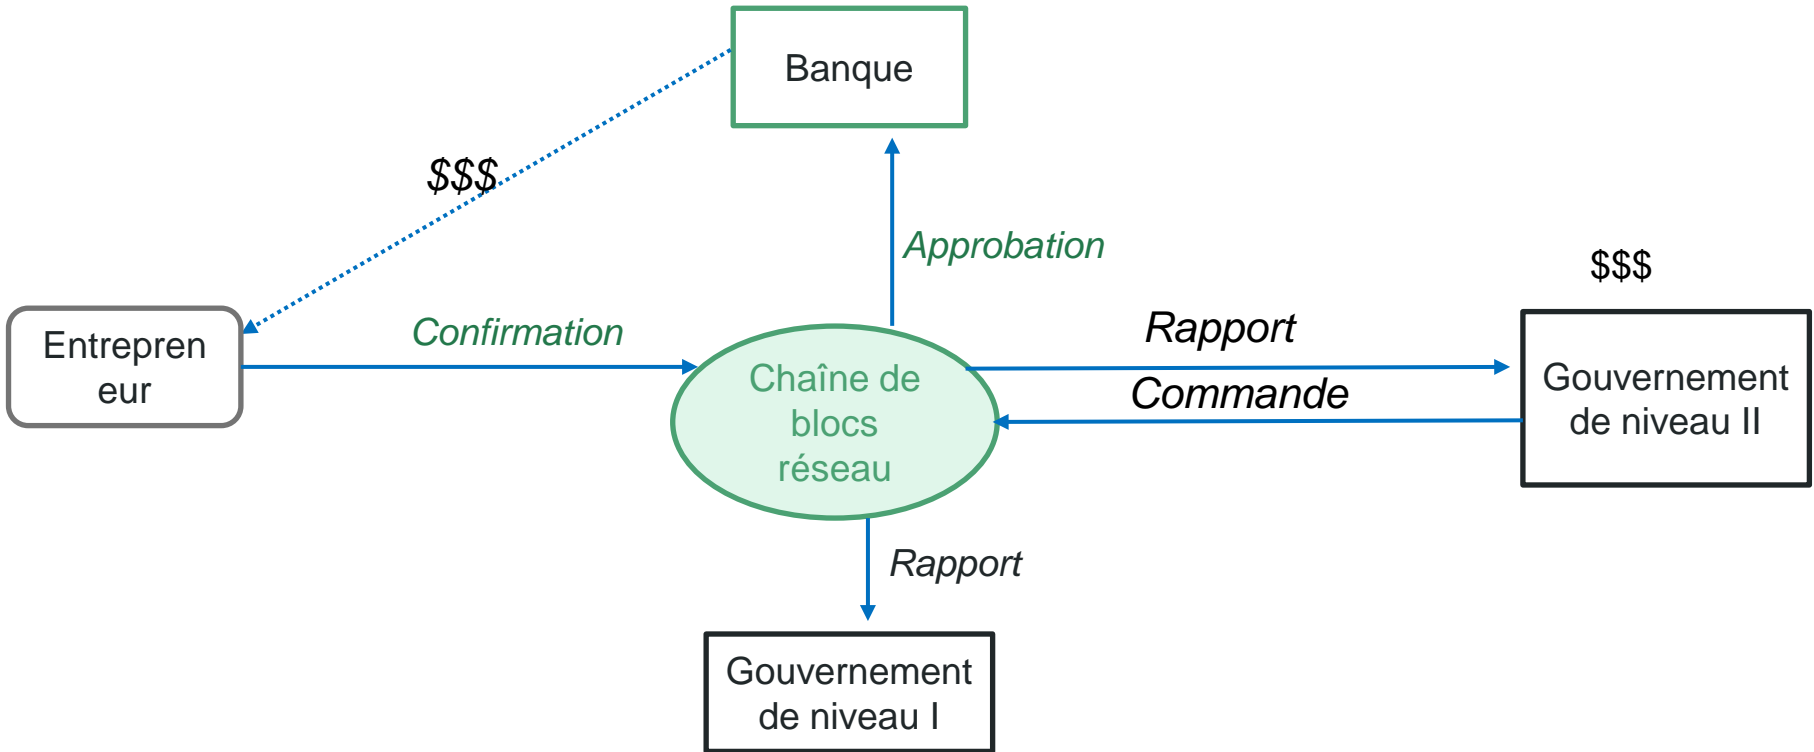 Banque
$$$
Approbation
$$$
Entrepren
eur
Confirmation
Rapport
Commande
Chaîne de
blocs
réseau
Gouvernement
de niveau II
Rapport
Gouvernement
de niveau I